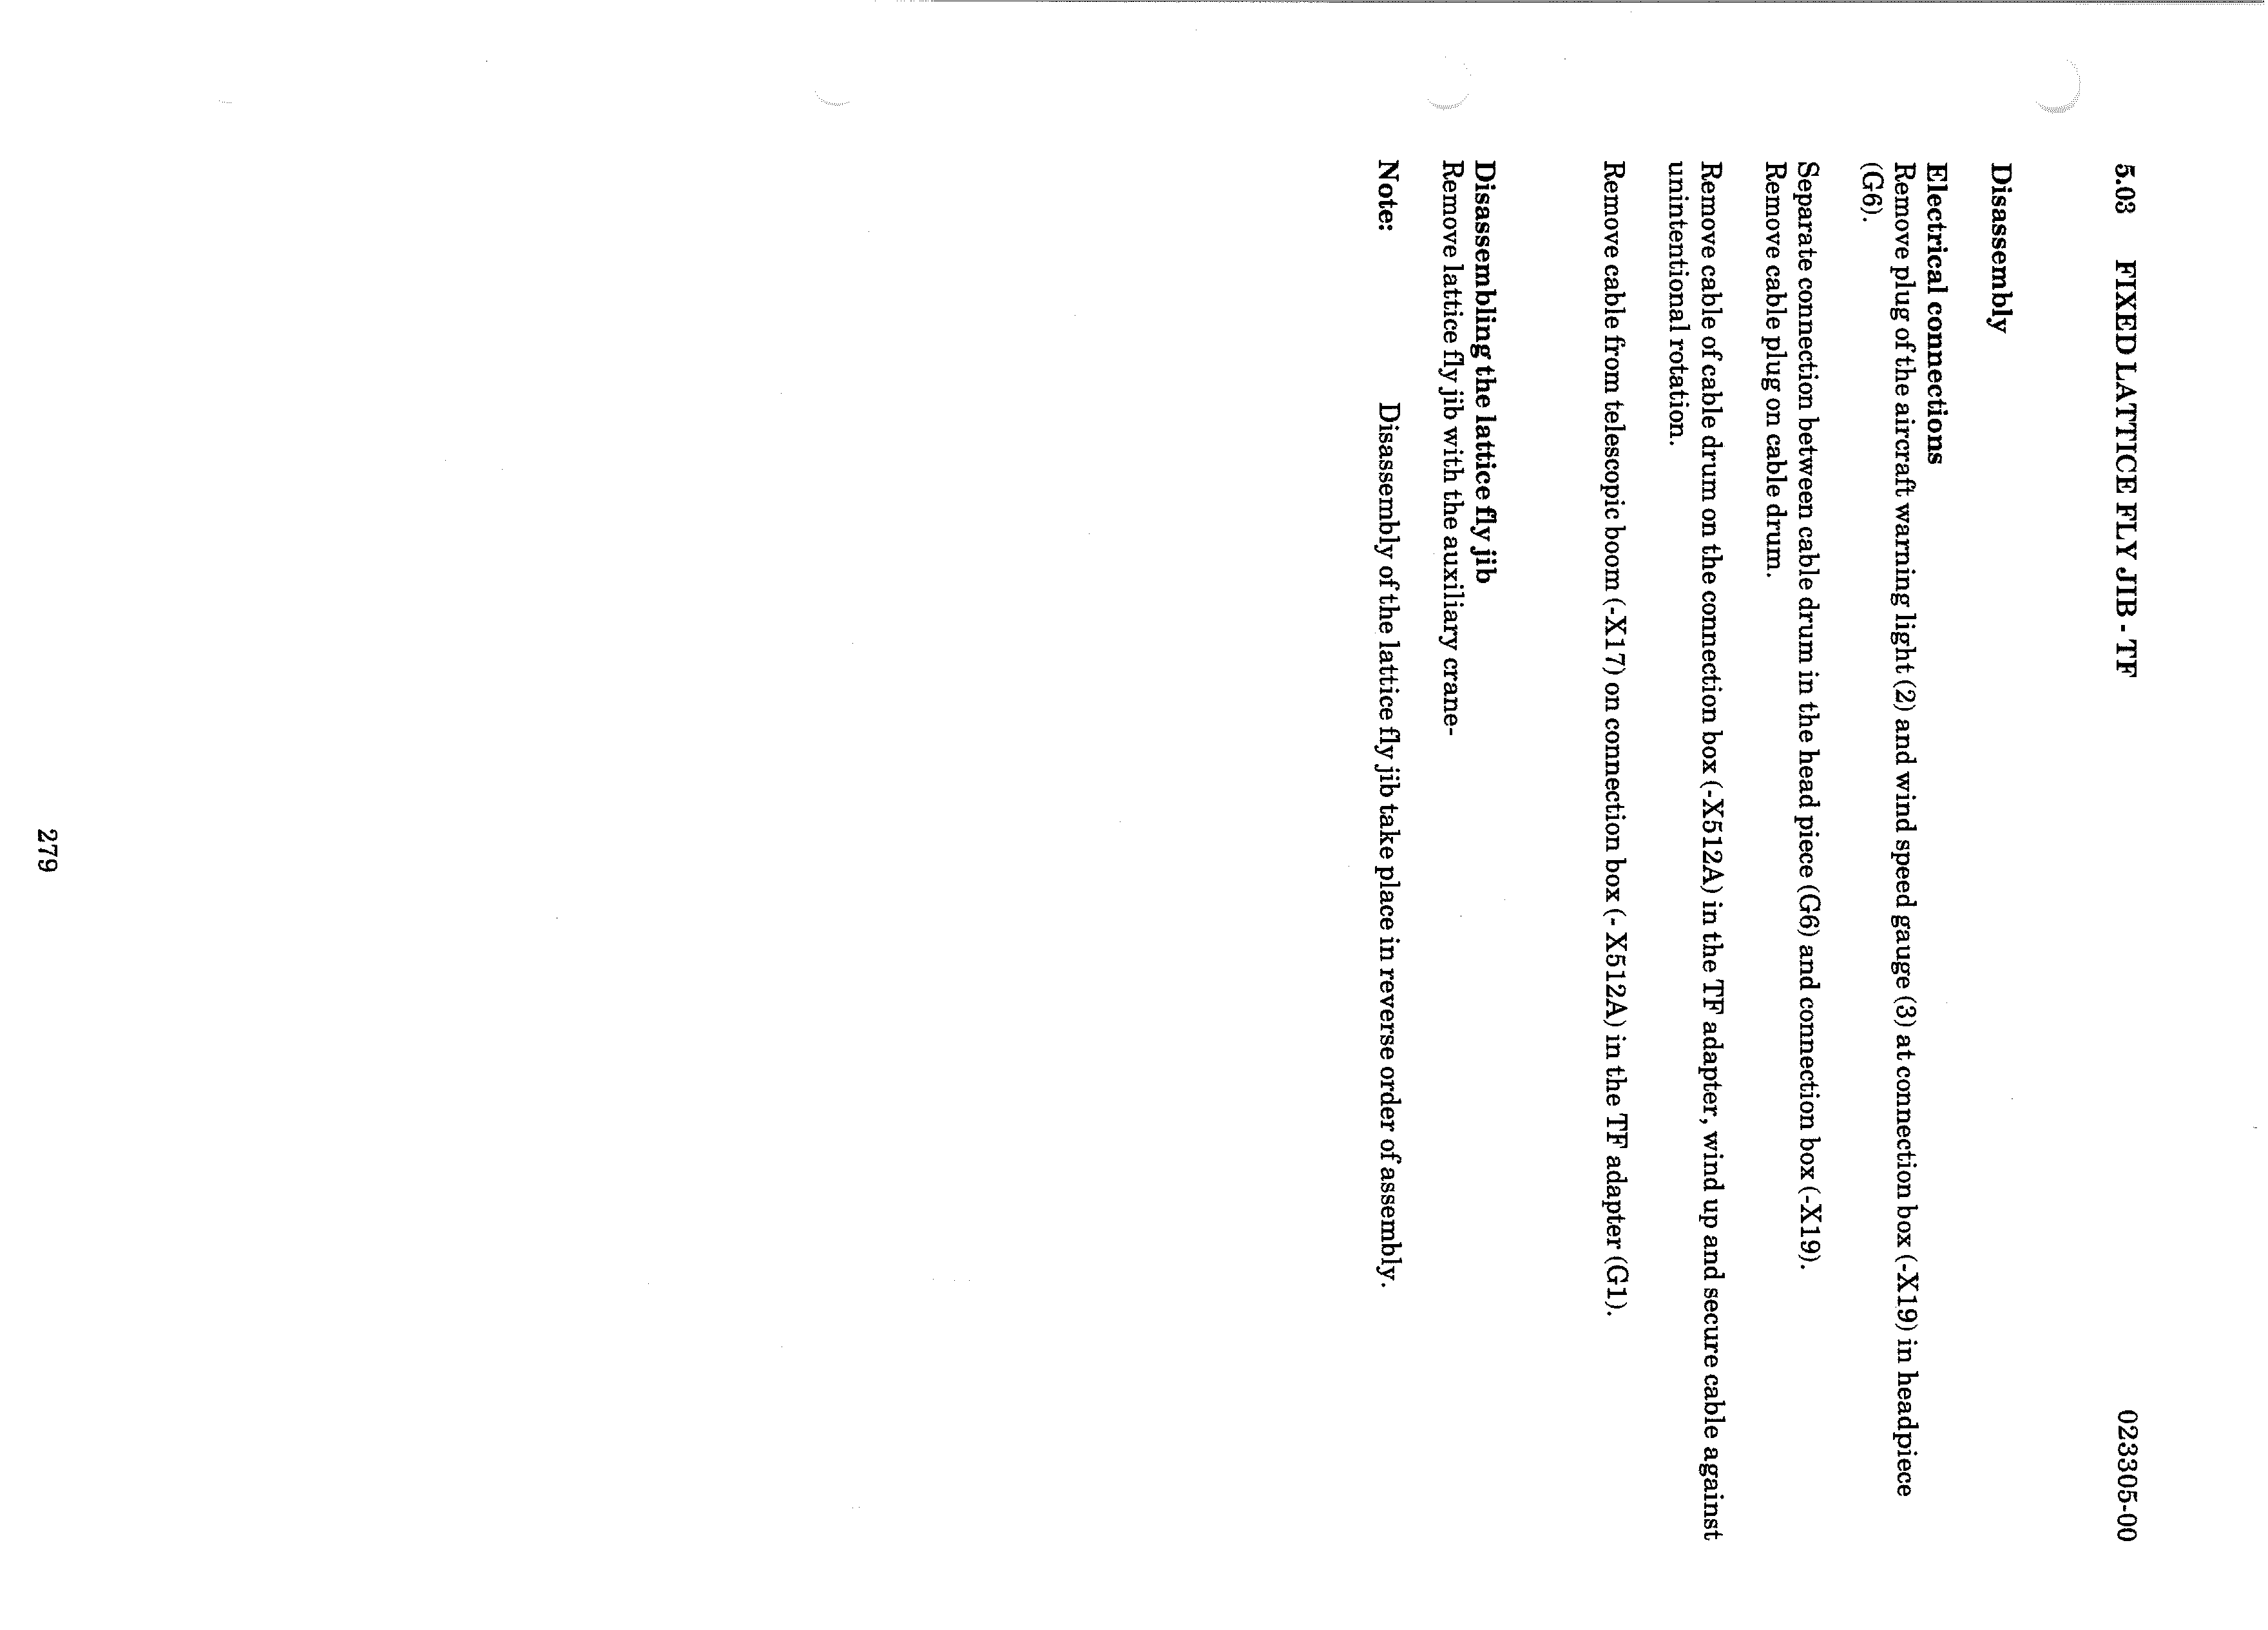 5.03 FIXED LATTICE FLY JIB - TF 023305-00
Disassembly
Electrical connections
Remove plug of the aircraft warning light (2) and wind speed gauge (3) at connection box (-X19) in headpiece
(G6).
Separate connection between cable drum in the head piece (G6) and connection box (-X19).
Remove cable plug on cable drum.
Remove cable of cable drum on the connection box (-X512A) in the TF adapter, wind up and secure cable against
unintentional rotation.
Remove cable from telescopic boom (-X17) on connection box (- X512A) in the TF adapter (G1).
Disassembling the lattice fly jib
Remove lattice fly jib with the auxiliary crane-
Note: Disassembly of the lattice fly jib take place in reverse order of assembly.
279